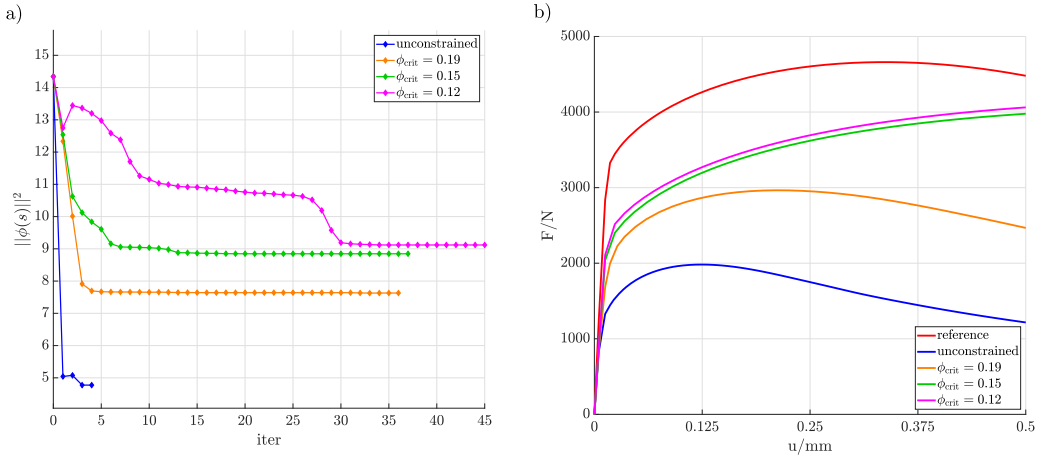 a)
15
14
13
12
11
10
9
8
7
6
5
||ϕ(s)||²
0
5
10
15
20
25
30
35
40
45
iter
unconstrained
ϕcrit = 0.19
ϕcrit = 0.15
ϕcrit = 0.12
b)
5000
4000
3000
2000
1000
0
F/N
0
0.125
0.25
0.375
0.5
u/mm
reference
unconstrained
ϕcrit = 0.19
ϕcrit = 0.15
ϕcrit = 0.12